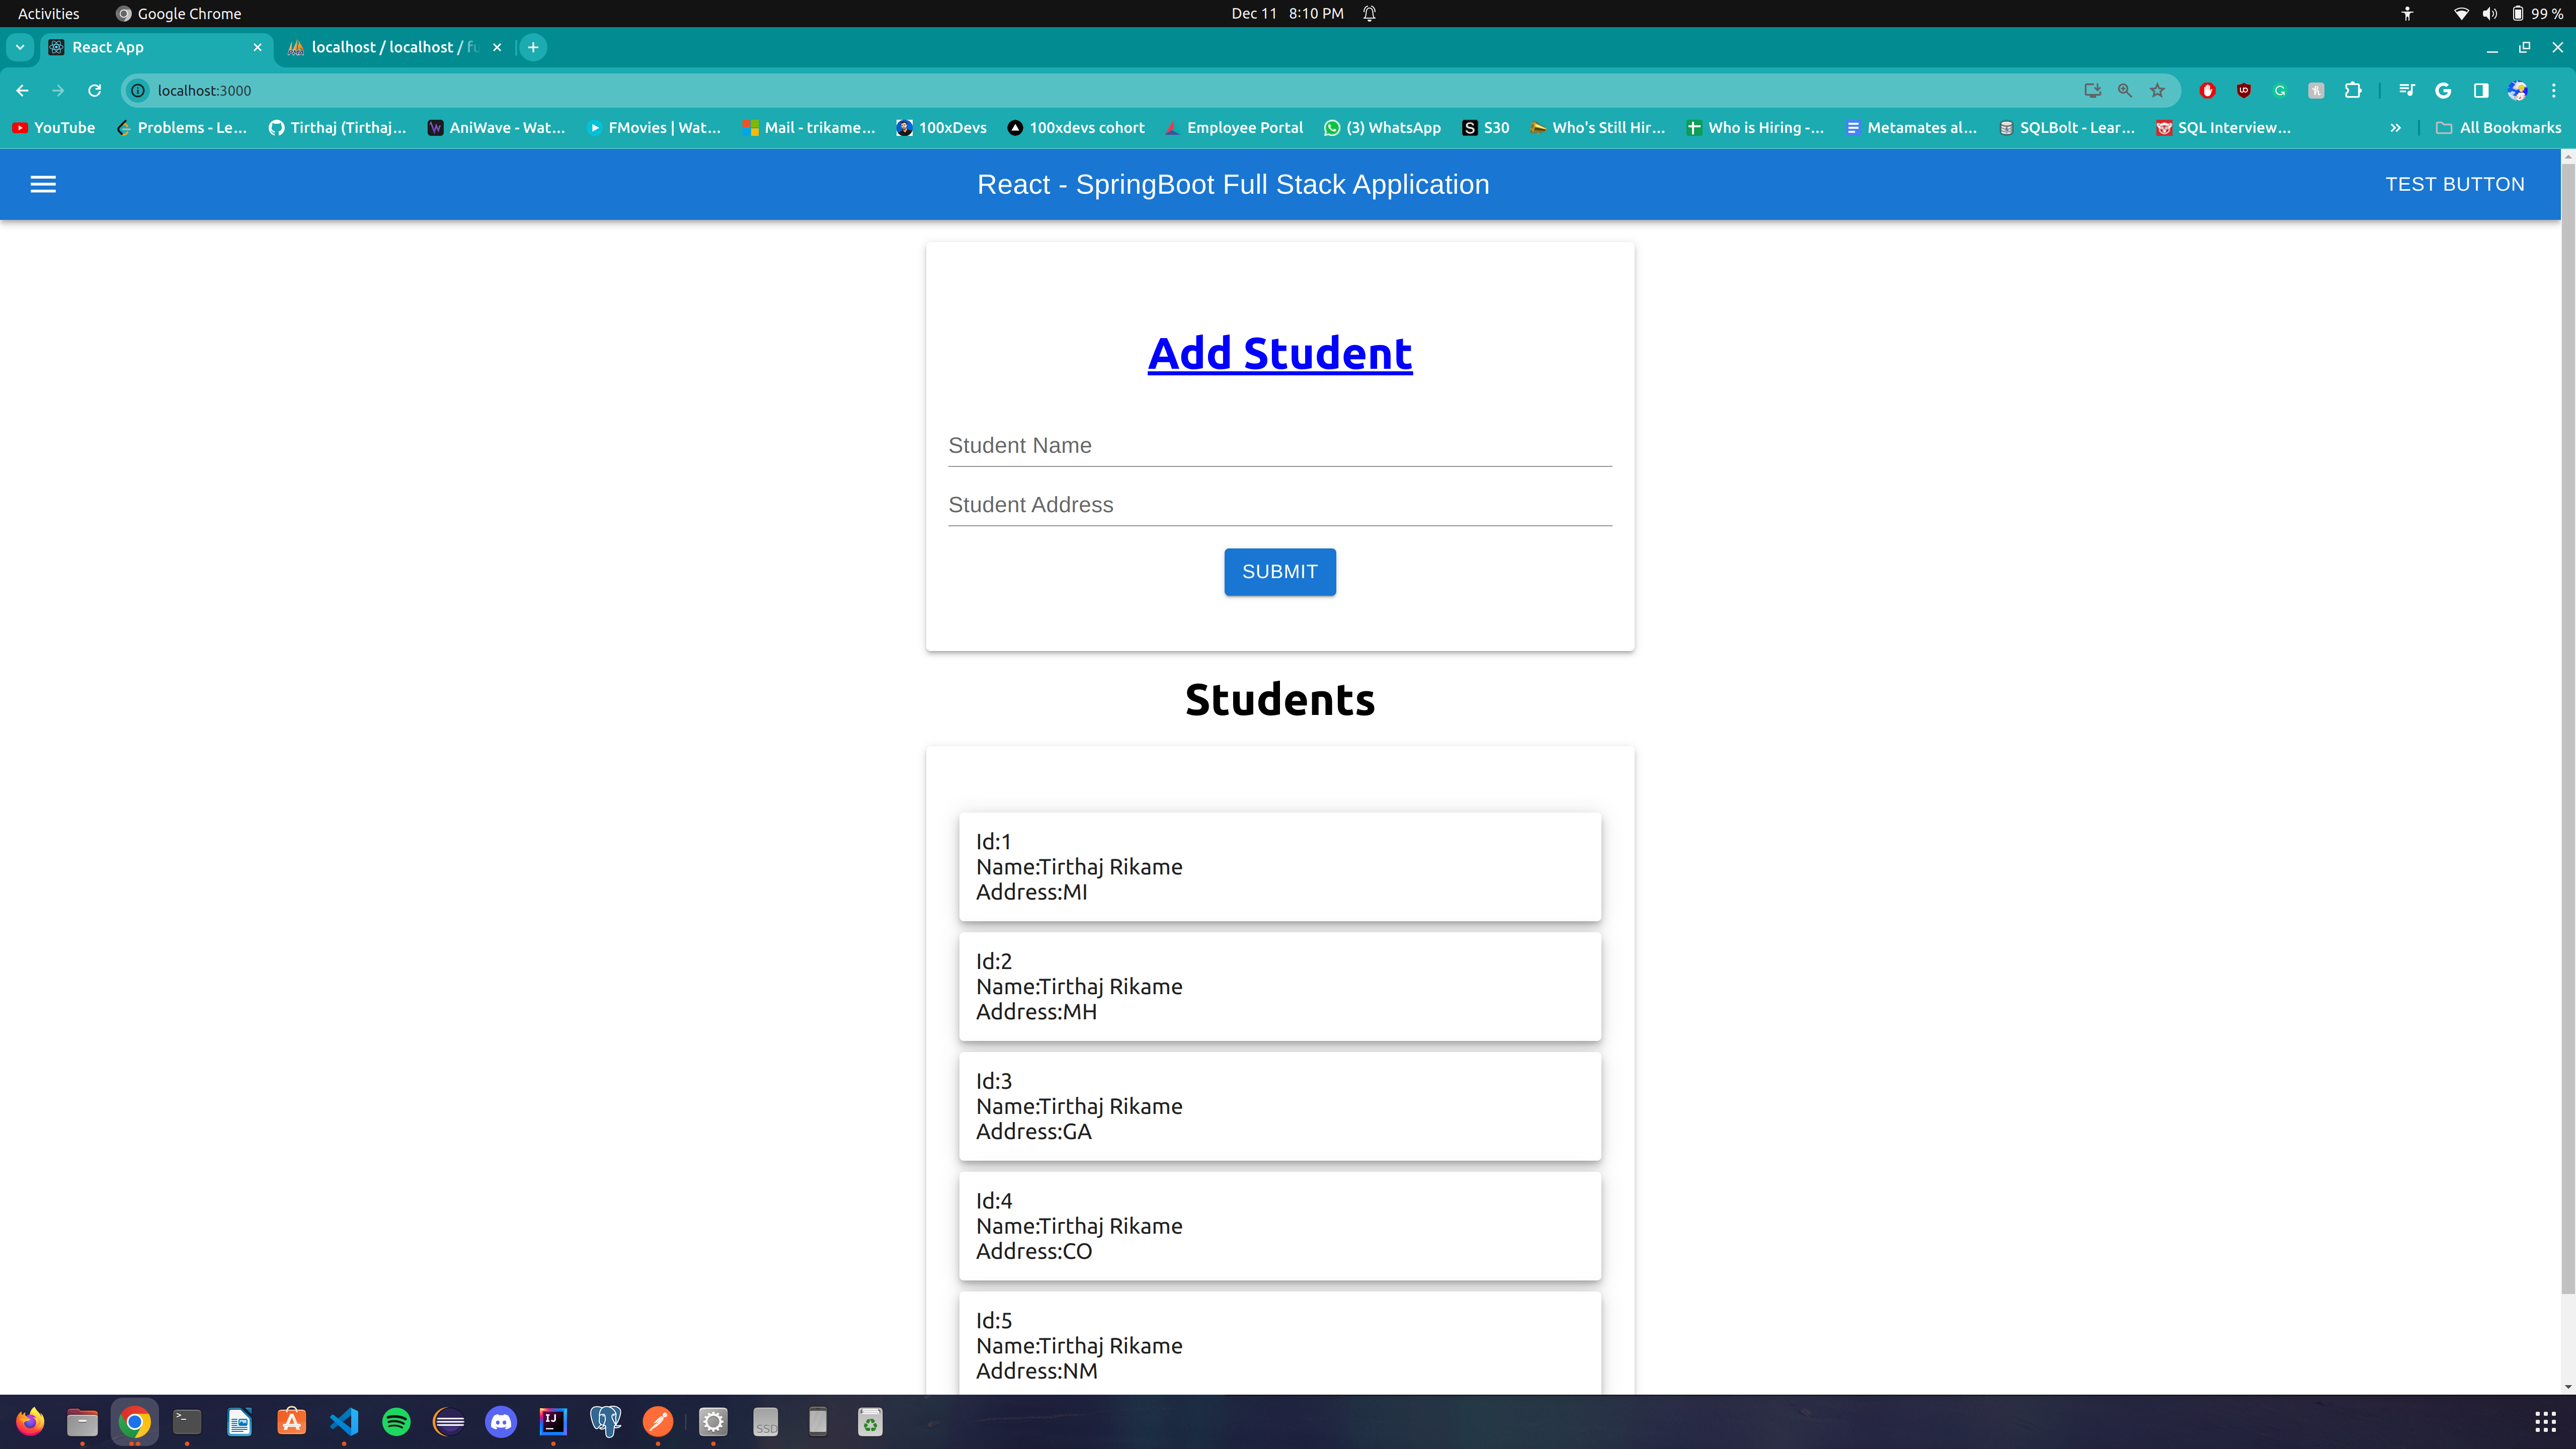 Activities
Google Chrome
Dec 11 8:10 PM
99 %
React App
localhost / localhost / fu
localhost:3000
YouTube
Problems - Le...
Tirthaj (Tirthaj...
AniWave - Wat...
FMovies | Wat...
Mail - trikame...
100xDevs
100xdevs cohort
Employee Portal
(3) WhatsApp
S30
Who's Still Hir...
Who is Hiring -...
Metamates al...
SQLBolt - Lear...
SQL Interview...
All Bookmarks
React - SpringBoot Full Stack Application
TEST BUTTON
Add Student
Student Name
Student Address
SUBMIT
Students
Id:1
Name:Tirthaj Rikame
Address:MI
Id:2
Name:Tirthaj Rikame
Address:MH
Id:3
Name:Tirthaj Rikame
Address:GA
Id:4
Name:Tirthaj Rikame
Address:CO
Id:5
Name:Tirthaj Rikame
Address:NM
SSD